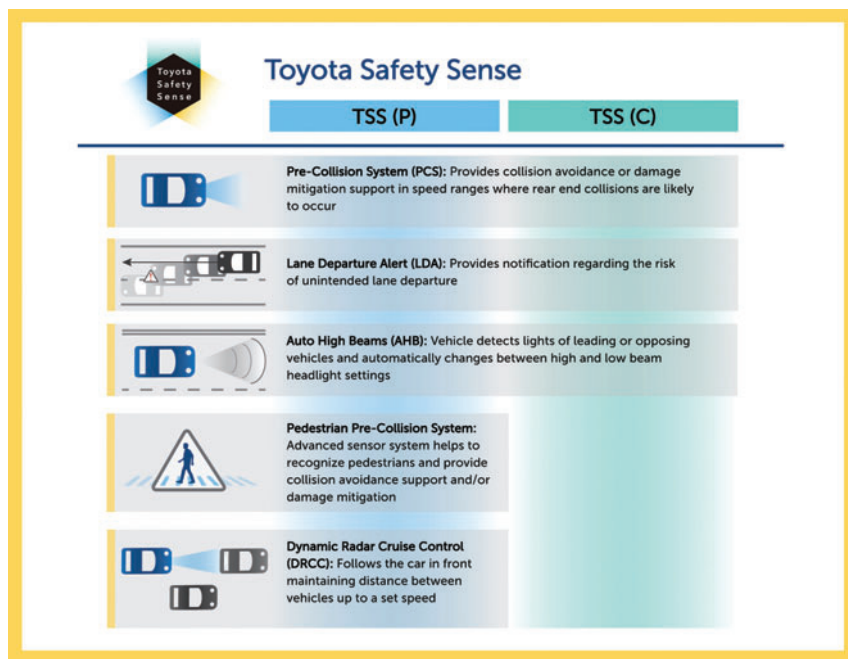 Toyota
Safety
Sense
Toyota Safety Sense
TSS (P)
TSS (C)
Pre-Collision System (PCS): Provides collision avoidance or damage
mitigation support in speed ranges where rear end collisions are likely
to occur
Lane Departure Alert (LDA): Provides notification regarding the risk
of unintended lane departure
Auto High Beams (AHB): Vehicle detects lights of leading or opposing
vehicles and automatically changes between high and low beam
headlight settings
Pedestrian Pre-Collision System:
Advanced sensor system helps to
recognize pedestrians and provide
collision avoidance support and/or
damage mitigation
Dynamic Radar Cruise Control
(DRCC): Follows the car in front
maintaining distance between
vehicles up to a set speed